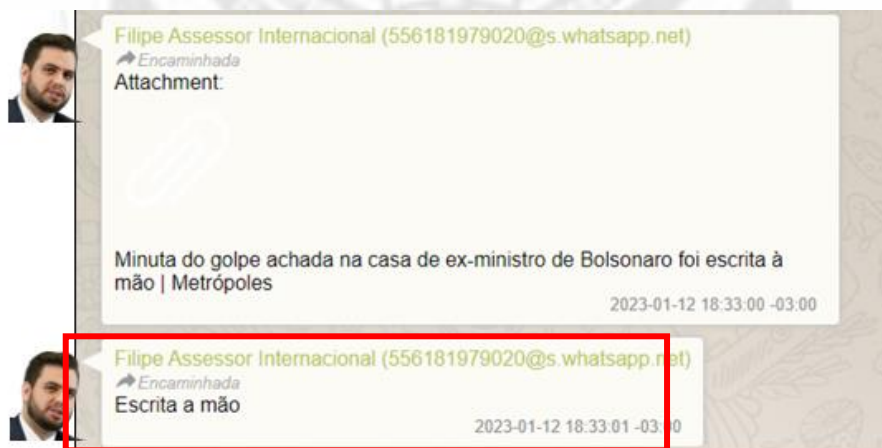 Filipe Assessor Internacional (556181979020@s.whatsapp.net)
Encaminhada
Attachment:
Minuta do golpe achada na casa de ex-ministro de Bolsonaro foi escrita à
mão | Metrópoles
2023-01-12 18:33:00 -03:00
Filipe Assessor Internacional (556181979020@s.whatsapp.net)
Encaminhada
Escrita a mão
2023-01-12 18:33:01 -03:00